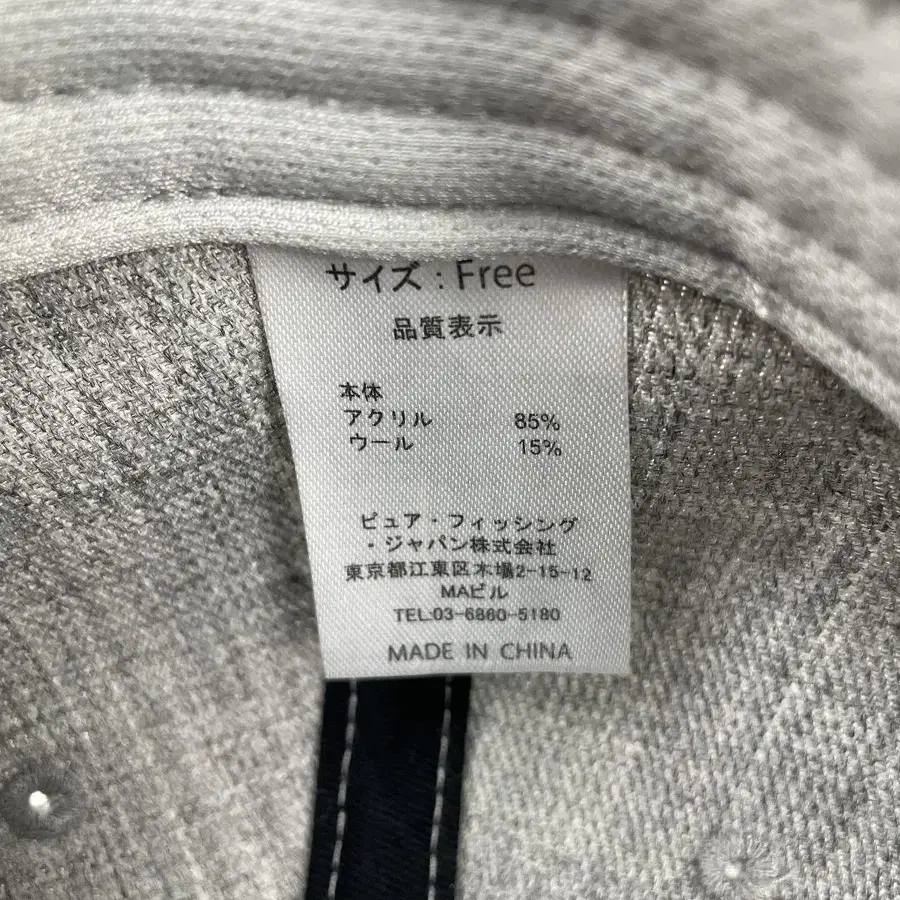 サイズ : Free
品質表示
本体
アクリル 85%
ウール 15%
ピュア・フィッシング
・ジャパン株式会社
東京都江東区木場2-15-12
MAビル
TEL.03-6860-5180
MADE IN CHINA